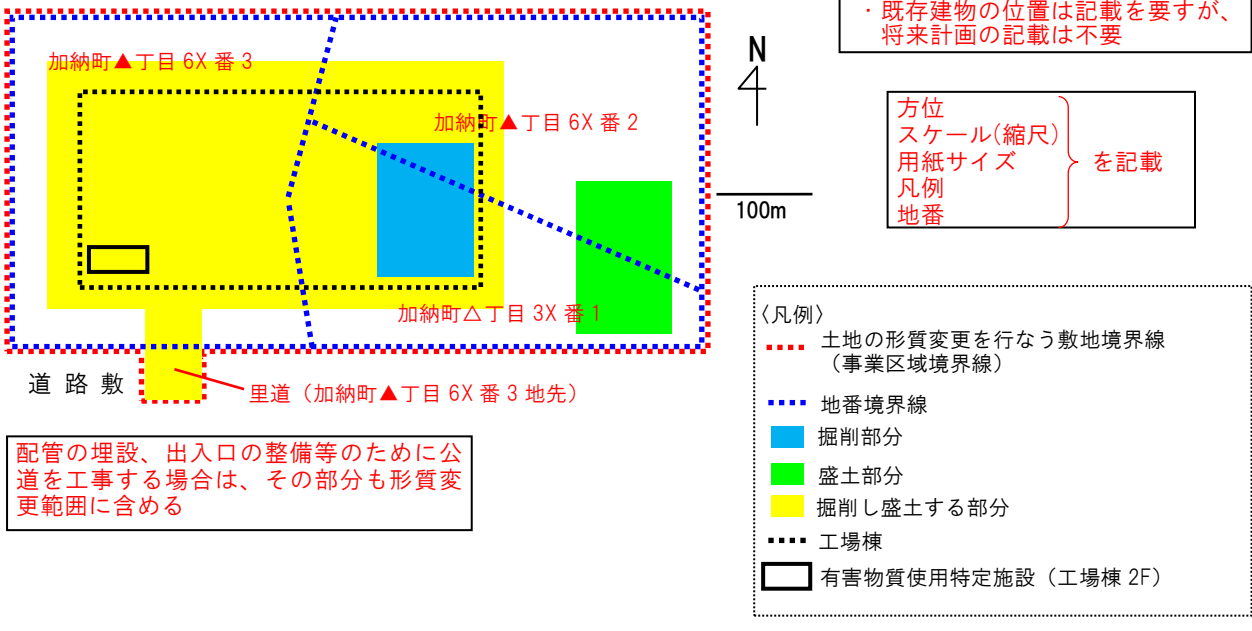 ・既存建物の位置は記載を要すが、
将来計画の記載は不要
加納町▲丁目 6X 番 3
N
加納町▲丁目 6X 番 2
方位
スケール(縮尺)
用紙サイズ
凡例
地番
を記載
100m
加納町△丁目 3X 番 1
道 路 敷
里道（加納町▲丁目 6X 番 3 地先）
配管の埋設、出入口の整備等のために公
道を工事する場合は、その部分も形質変
更範囲に含める
〈凡例〉
土地の形質変更を行なう敷地境界線
（事業区域境界線）
地番境界線
掘削部分
盛土部分
掘削し盛土する部分
工場棟
有害物質使用特定施設（工場棟 2F）